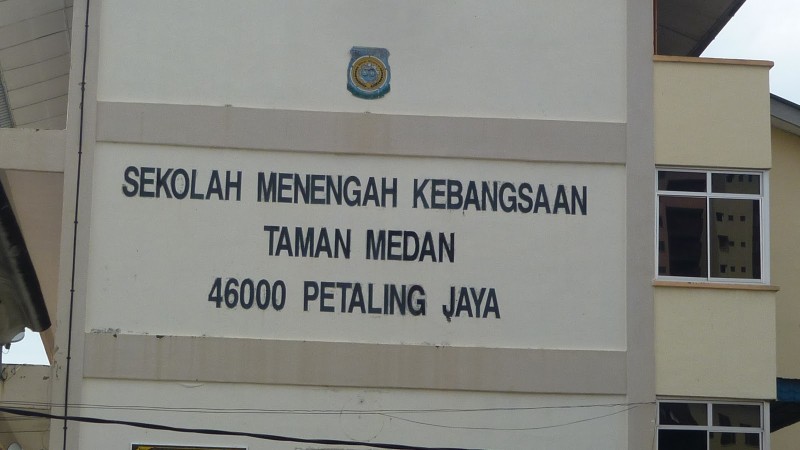 SEKOLAH MENENGAH KEBANGSAAN
TAMAN MEDAN
46000 PETALING JAYA